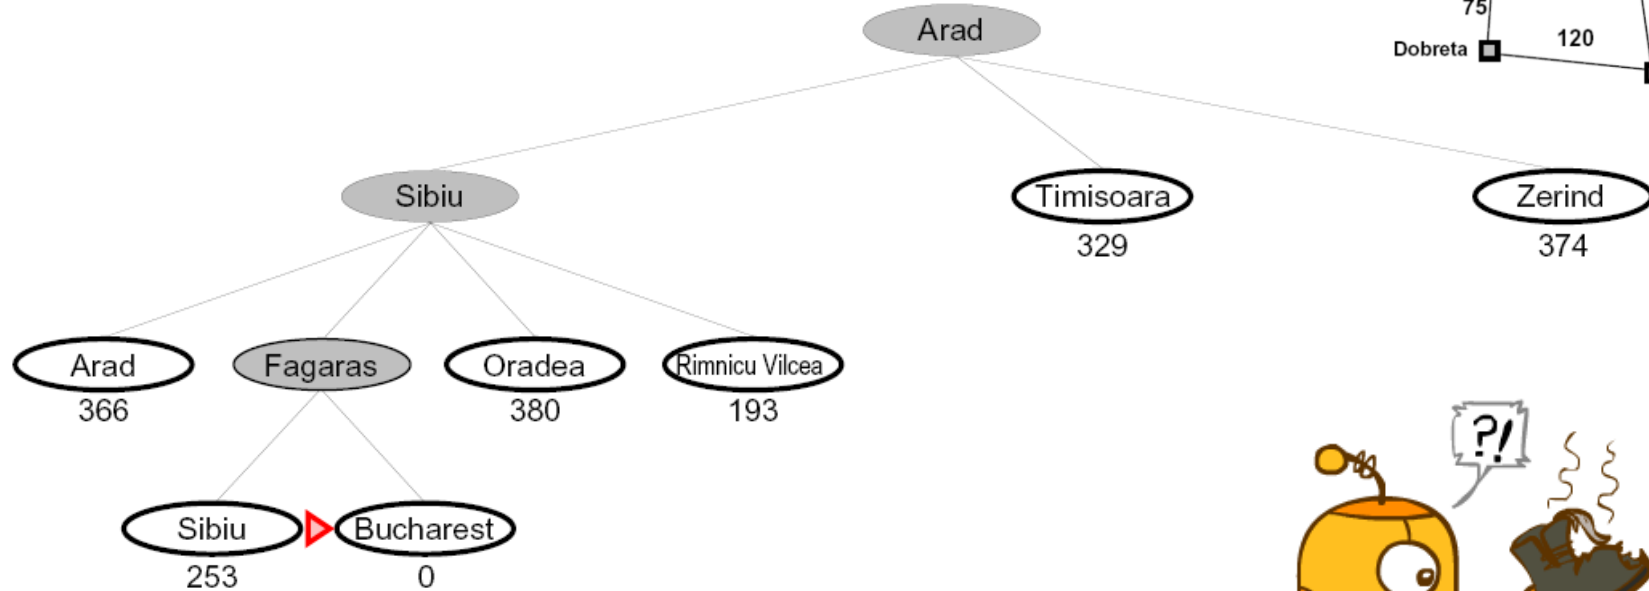 Arad
75
Dobreta
120
Sibiu
Timisoara
Zerind
329
374
Arad
Fagaras
Oradea
Rimnicu Vilcea
366
380
193
?!
Sibiu
Bucharest
253
0